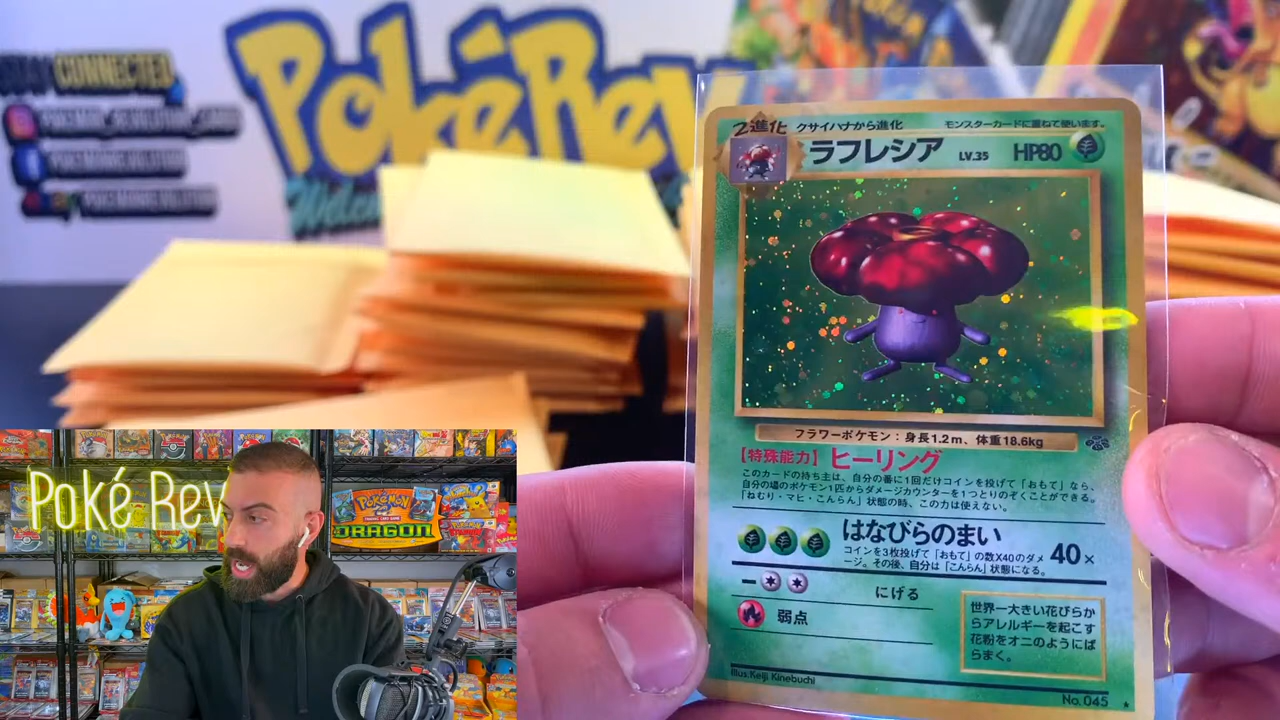 STAY CONNECTED
PokéRev
Welc
2進化
クサイハナから進化
モンスターカードに重ねて使います。
ラフレシア LV.35 HP80
フラワーポケモン：身長1.2m、体重18.6kg
【特殊能力】ヒーリング
このカードの持ち主は、自分の番に1回だけコインを投げて「おもて」なら、
自分の場のポケモン1匹からダメージカウンターを1つとりのぞくことができる。
「ねむり・マヒ・こんらん」状態の時、この力は使えない。
はなびらのまい
コインを3枚投げて「おもて」の数X40のダメ
ージ。その後、自分は「こんらん」状態になる。
40×
にげる
弱点
世界一大きい花びらか
らアレルギーを起こす
花粉をオニのようにば
らまく。
Illus.Keiji Kinebuchi
No.045
Poké Rev
POKÉMON
DRAGON